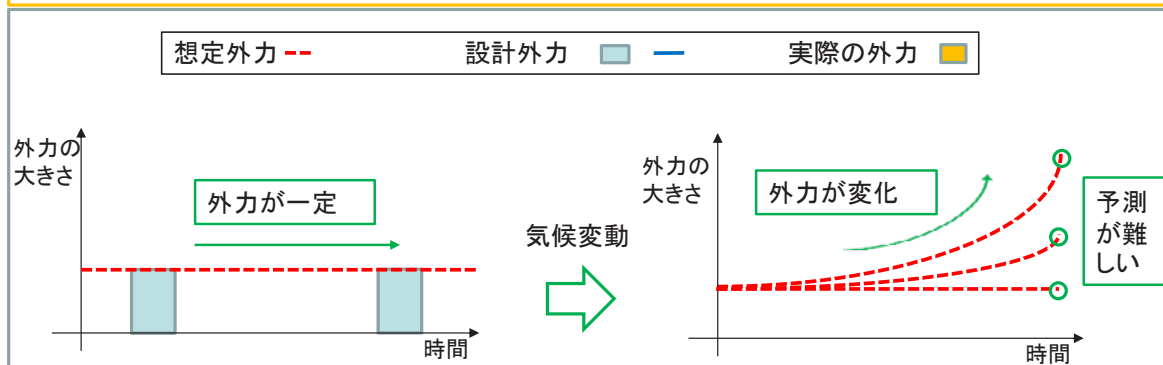 想定外力 設計外力 実際の外力
外力の
大きさ
外力が一定
時間
気候変動
外力の
大きさ
外力が変化
予測
が難
しい
時間